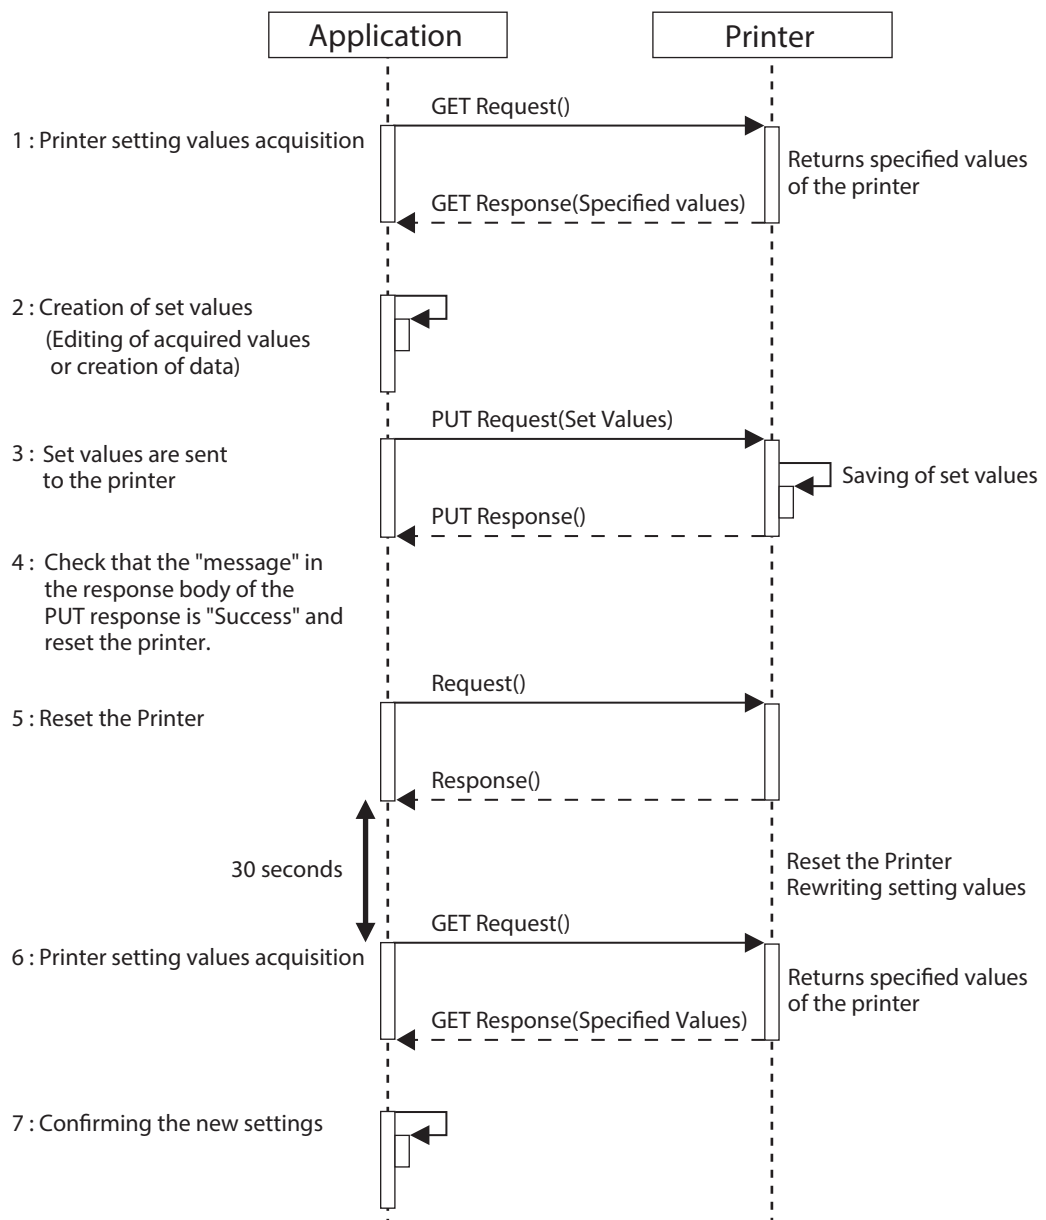 Application
Printer
GET Request()
1 : Printer setting values acquisition
Returns specified values
of the printer
GET Response(Specified values)
2 : Creation of set values
(Editing of acquired values
or creation of data)
PUT Request(Set Values)
3 : Set values are sent
to the printer
Saving of set values
PUT Response()
4 : Check that the "message" in
the response body of the
PUT response is "Success" and
reset the printer.
Request()
5 : Reset the Printer
Response()
30 seconds
Reset the Printer
Rewriting setting values
GET Request()
6 : Printer setting values acquisition
Returns specified values
of the printer
GET Response(Specified Values)
7 : Confirming the new settings